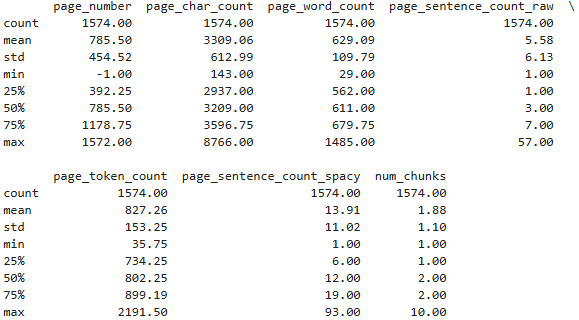 page_number page_char_count page_word_count page_sentence_count_raw \
count 1574.00 1574.00 1574.00 1574.00
mean 785.50 3309.06 629.09 5.58
std 454.52 612.99 109.79 6.13
min -1.00 143.00 29.00 1.00
25% 392.25 2937.00 562.00 1.00
50% 785.50 3209.00 611.00 3.00
75% 1178.75 3596.75 679.75 7.00
max 1572.00 8766.00 1485.00 57.00
page_token_count page_sentence_count_spacy num_chunks
count 1574.00 1574.00 1574.00
mean 827.26 13.91 1.88
std 153.25 11.02 1.10
min 35.75 1.00 1.00
25% 734.25 6.00 1.00
50% 802.25 12.00 2.00
75% 899.19 19.00 2.00
max 2191.50 93.00 10.00